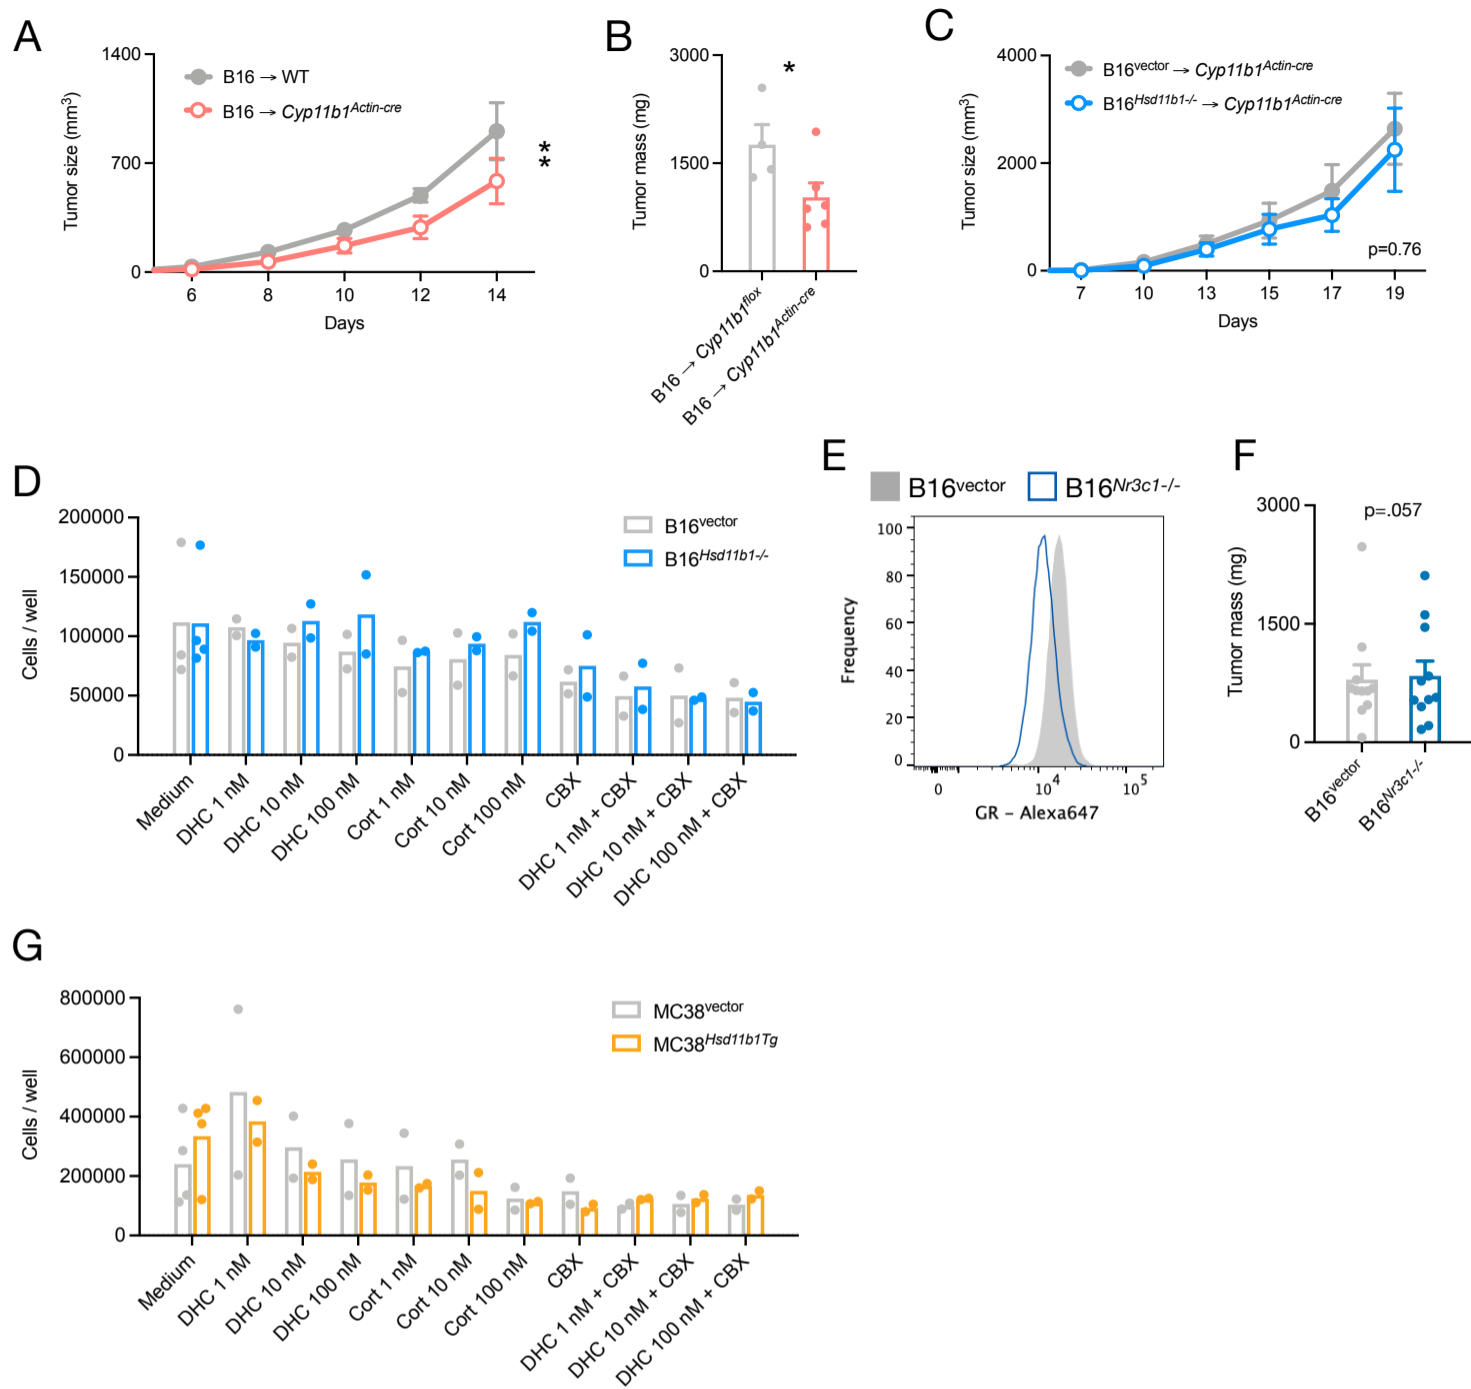 A
1400
700
0
Tumor size (mm³)
B16 → WT
B16 → Cyp11b1Actin-cre
**
6 8 10 12 14
Days
B
3000
1500
0
Tumor mass (mg)
*
B16 → Cyp11b1flox
B16 → Cyp11b1Actin-cre
C
4000
2000
0
Tumor size (mm³)
B16vector → Cyp11b1Actin-cre
B16Hsd11b1-/- → Cyp11b1Actin-cre
p=0.76
7 10 13 15 17 19
Days
D
200000
150000
100000
50000
0
Cells / well
B16vector
B16Hsd11b1-/-
Medium
DHC 1 nM
DHC 10 nM
DHC 100 nM
Cort 1 nM
Cort 10 nM
Cort 100 nM
CBX
DHC 1 nM + CBX
DHC 10 nM + CBX
DHC 100 nM + CBX
E
B16vector
B16Nr3c1-/-
100
80
60
40
20
0
Frequency
0 10⁴ 10⁵
GR – Alexa647
F
3000
1500
0
Tumor mass (mg)
p=.057
B16vector
B16Nr3c1-/-
G
800000
600000
400000
200000
0
Cells / well
MC38vector
MC38Hsd11b1Tg
Medium
DHC 1 nM
DHC 10 nM
DHC 100 nM
Cort 1 nM
Cort 10 nM
Cort 100 nM
CBX
DHC 1 nM + CBX
DHC 10 nM + CBX
DHC 100 nM + CBX